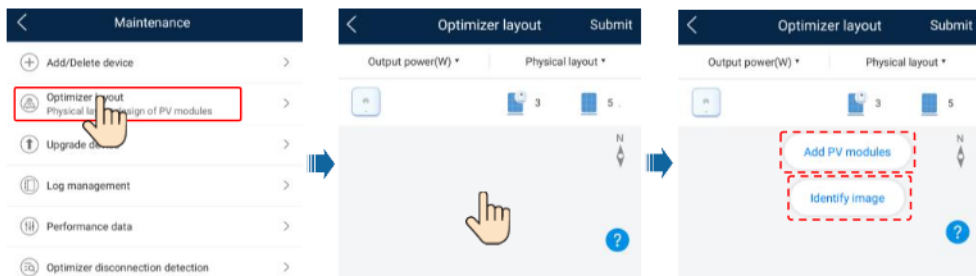 Maintenance
Add/Delete device
Optimizer layout
Physical layout design of PV modules
Upgrade device
Log management
Performance data
Optimizer disconnection detection
Optimizer layout Submit
Output power(W) Physical layout
3 5
N
?
Optimizer layout Submit
Output power(W) Physical layout
3 5
N
Add PV modules
Identify image
?